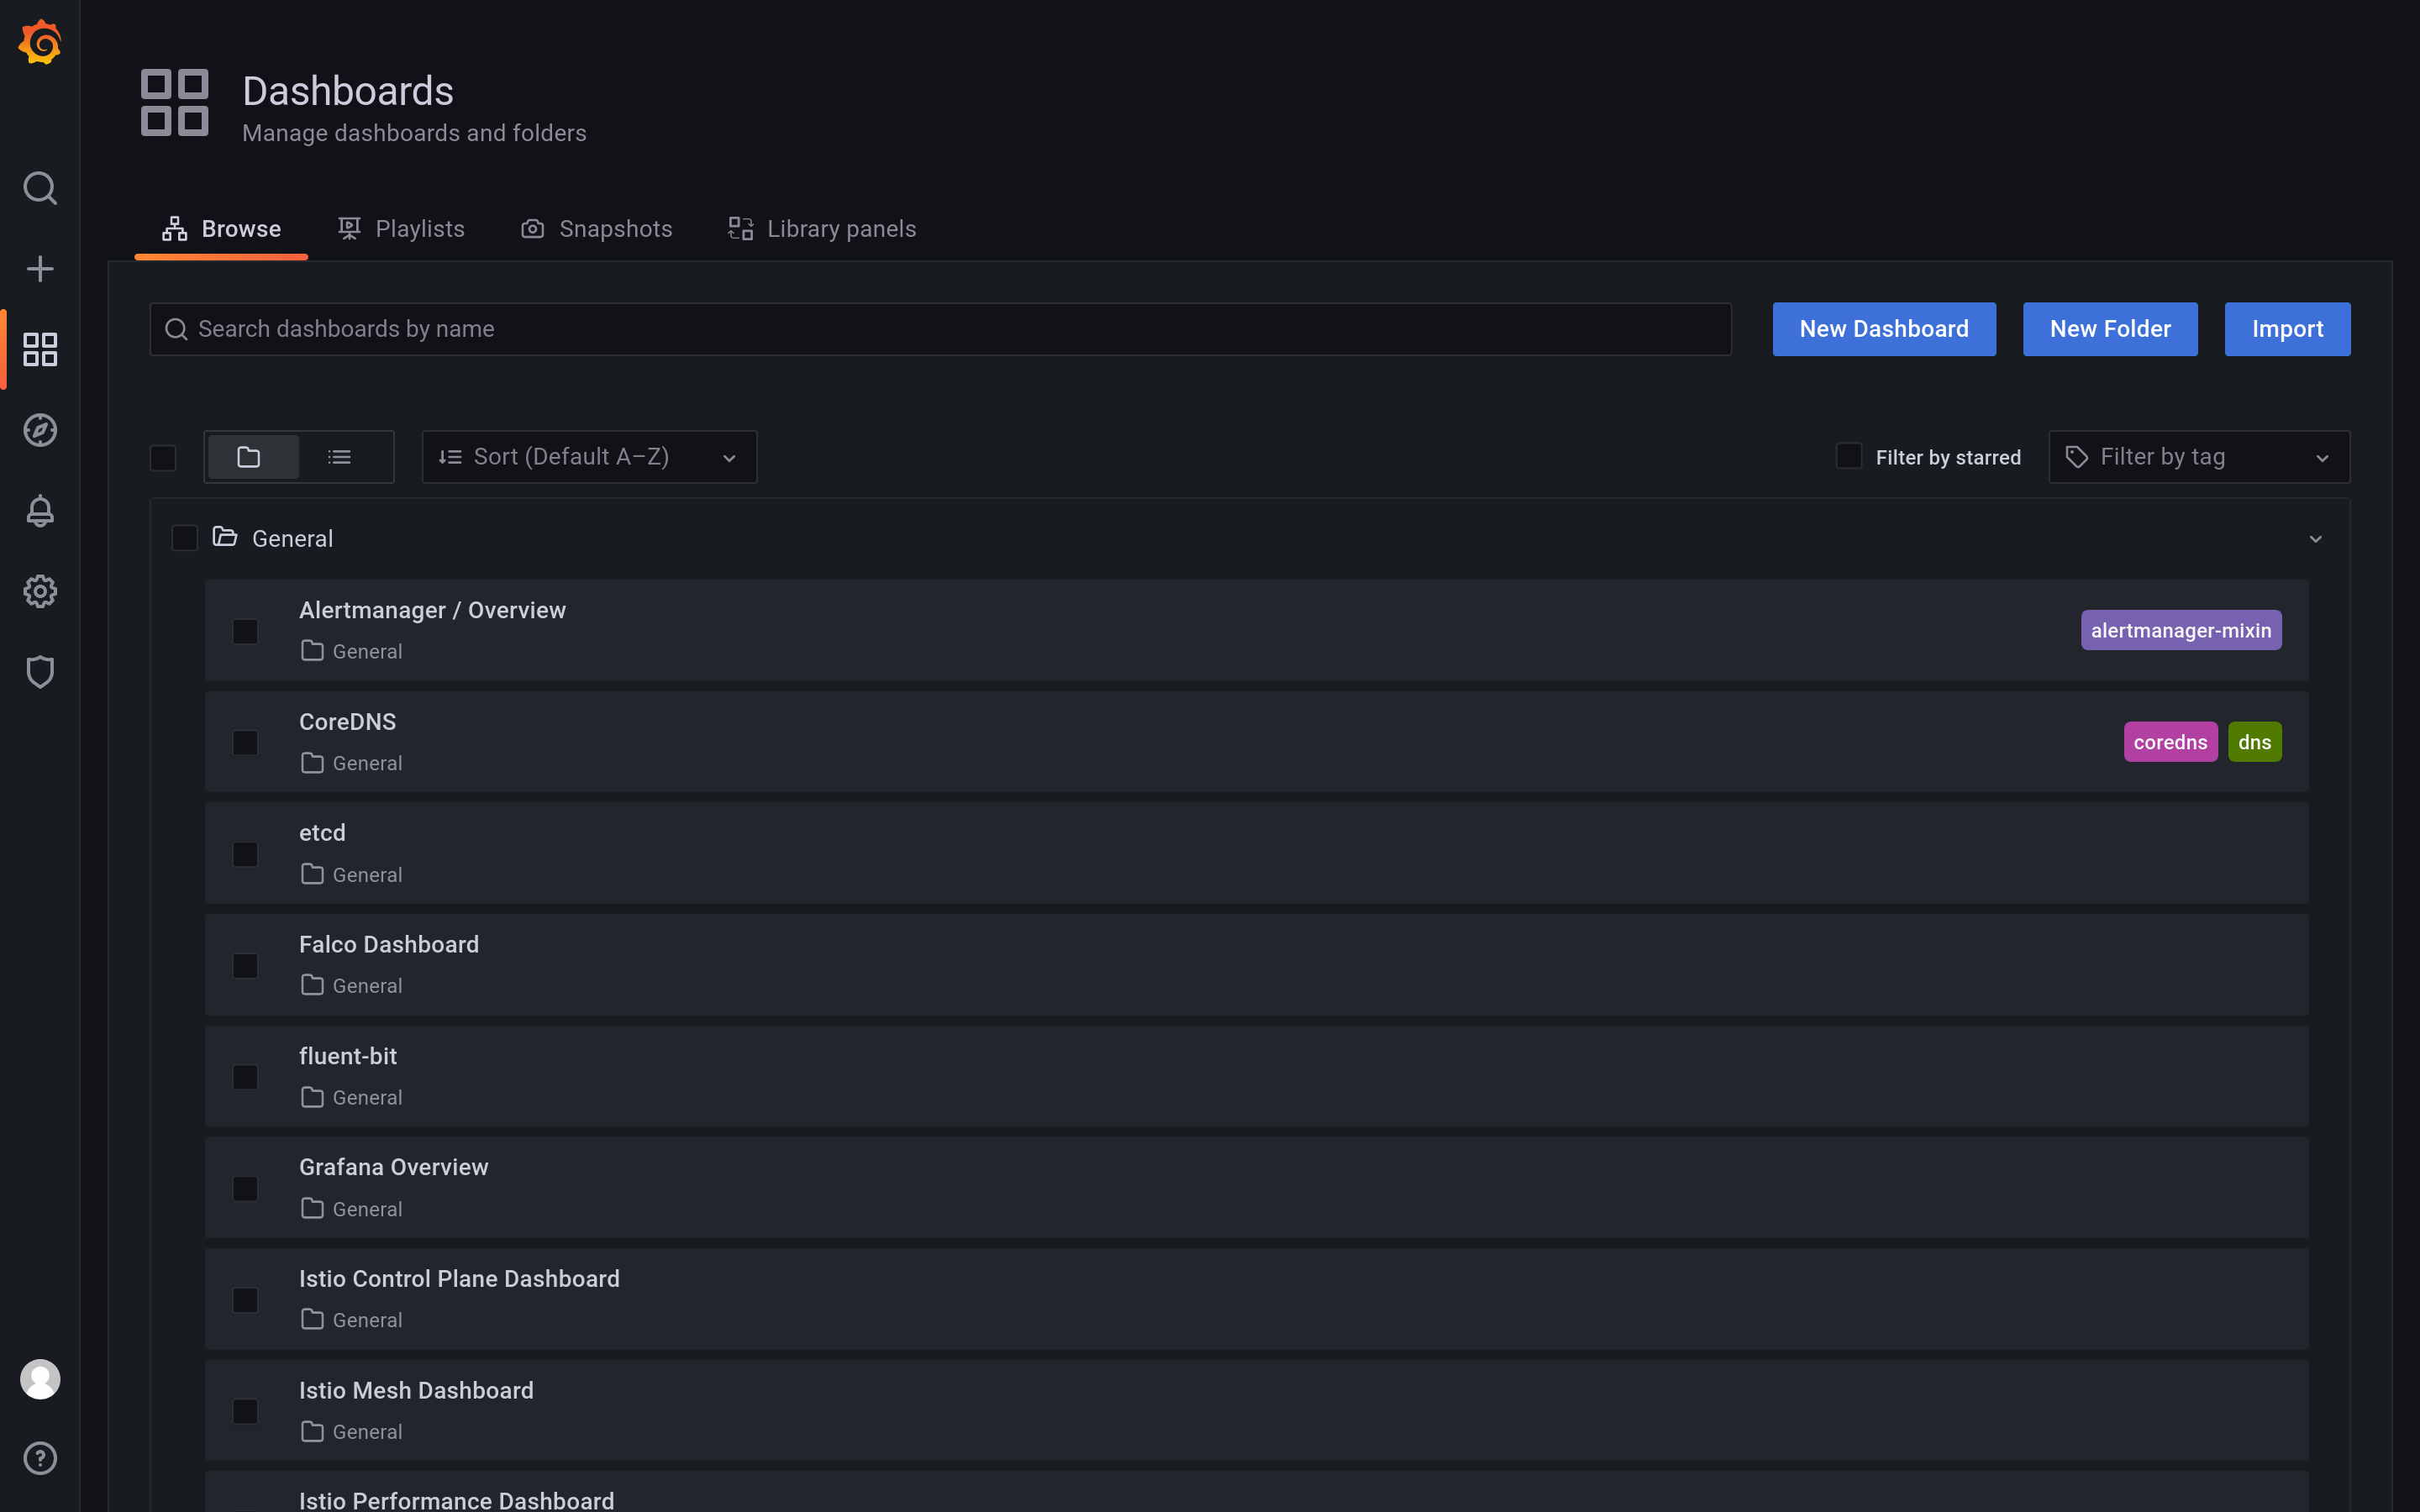 Dashboards
Manage dashboards and folders
Browse Playlists Snapshots Library panels
Search dashboards by name New Dashboard New Folder Import
Sort (Default A–Z) Filter by starred Filter by tag
General
Alertmanager / Overview
General
alertmanager-mixin
CoreDNS
General
coredns dns
etcd
General
Falco Dashboard
General
fluent-bit
General
Grafana Overview
General
Istio Control Plane Dashboard
General
Istio Mesh Dashboard
General
Istio Performance Dashboard